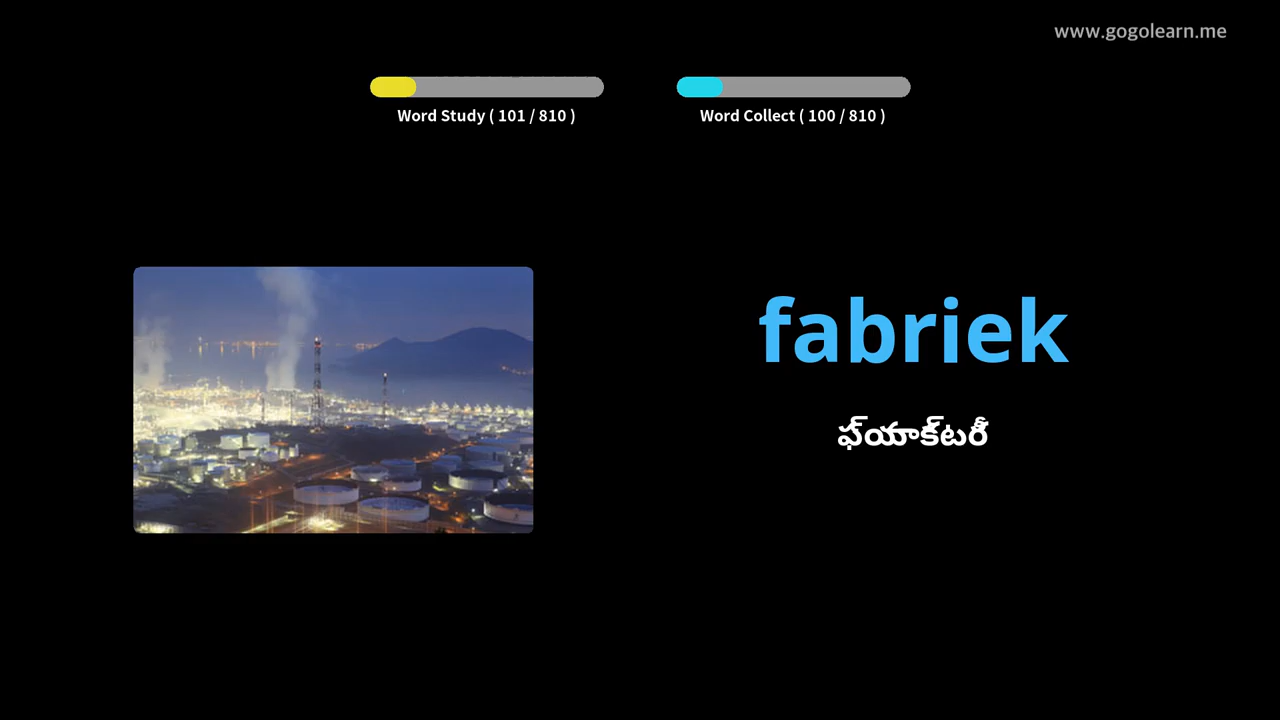 www.gogolearn.me
Word Study ( 101 / 810 )
Word Collect ( 100 / 810 )
fabriek
ఫ్‌యాక్‌టరీ